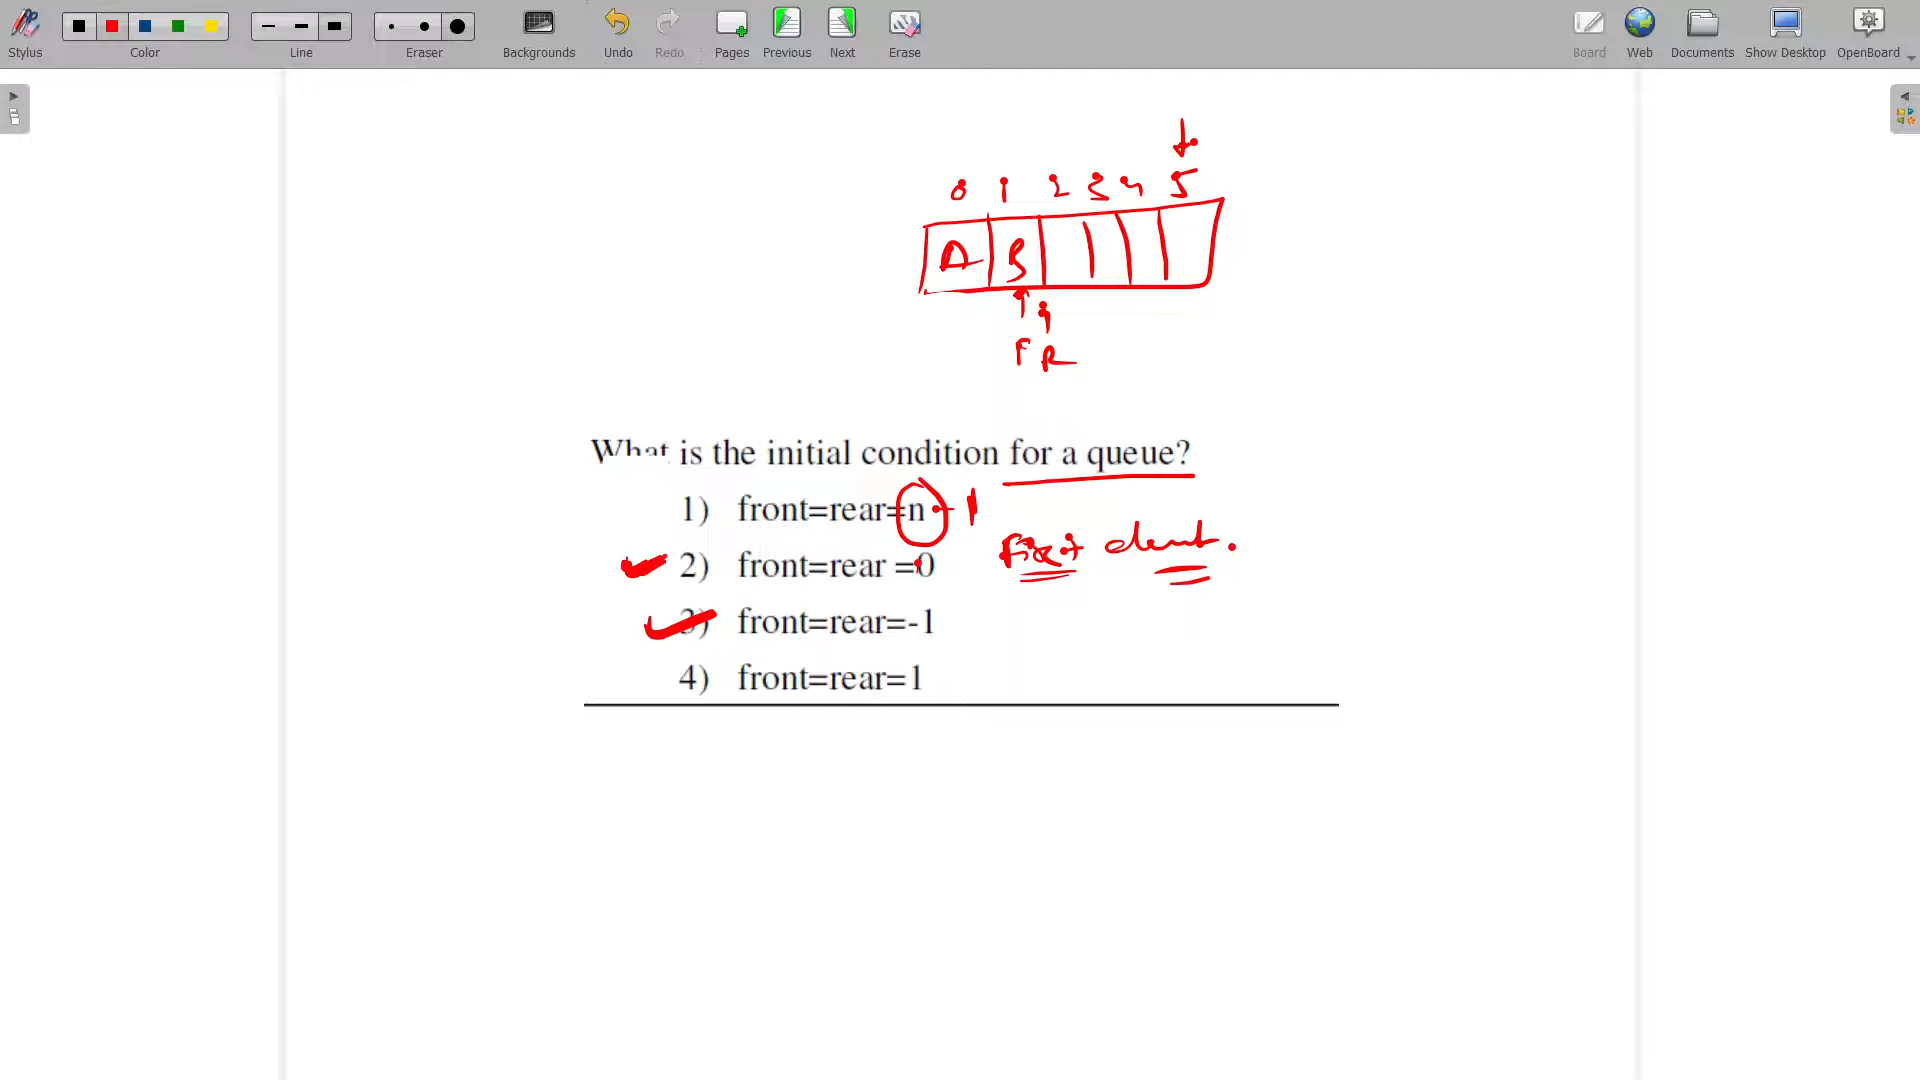 Stylus Color Line Eraser Backgrounds Undo Redo Pages Previous Next Erase Board Web Documents Show Desktop OpenBoard
0 1 2 3 4 5
A B
F R
What is the initial condition for a queue?
1) front=rear=n - 1
First element.
2) front=rear =0
3) front=rear=-1
4) front=rear=1